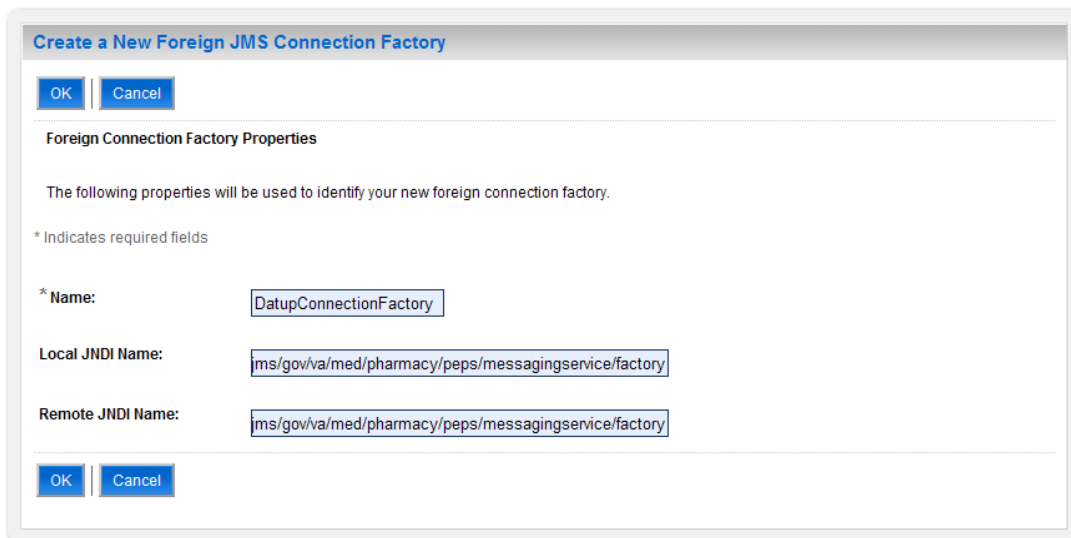 Create a New Foreign JMS Connection Factory
OK Cancel
Foreign Connection Factory Properties
The following properties will be used to identify your new foreign connection factory.
* Indicates required fields
* Name: DatupConnectionFactory
Local JNDI Name: jms/gov/va/med/pharmacy/peps/messagingservice/factory
Remote JNDI Name: jms/gov/va/med/pharmacy/peps/messagingservice/factory
OK Cancel